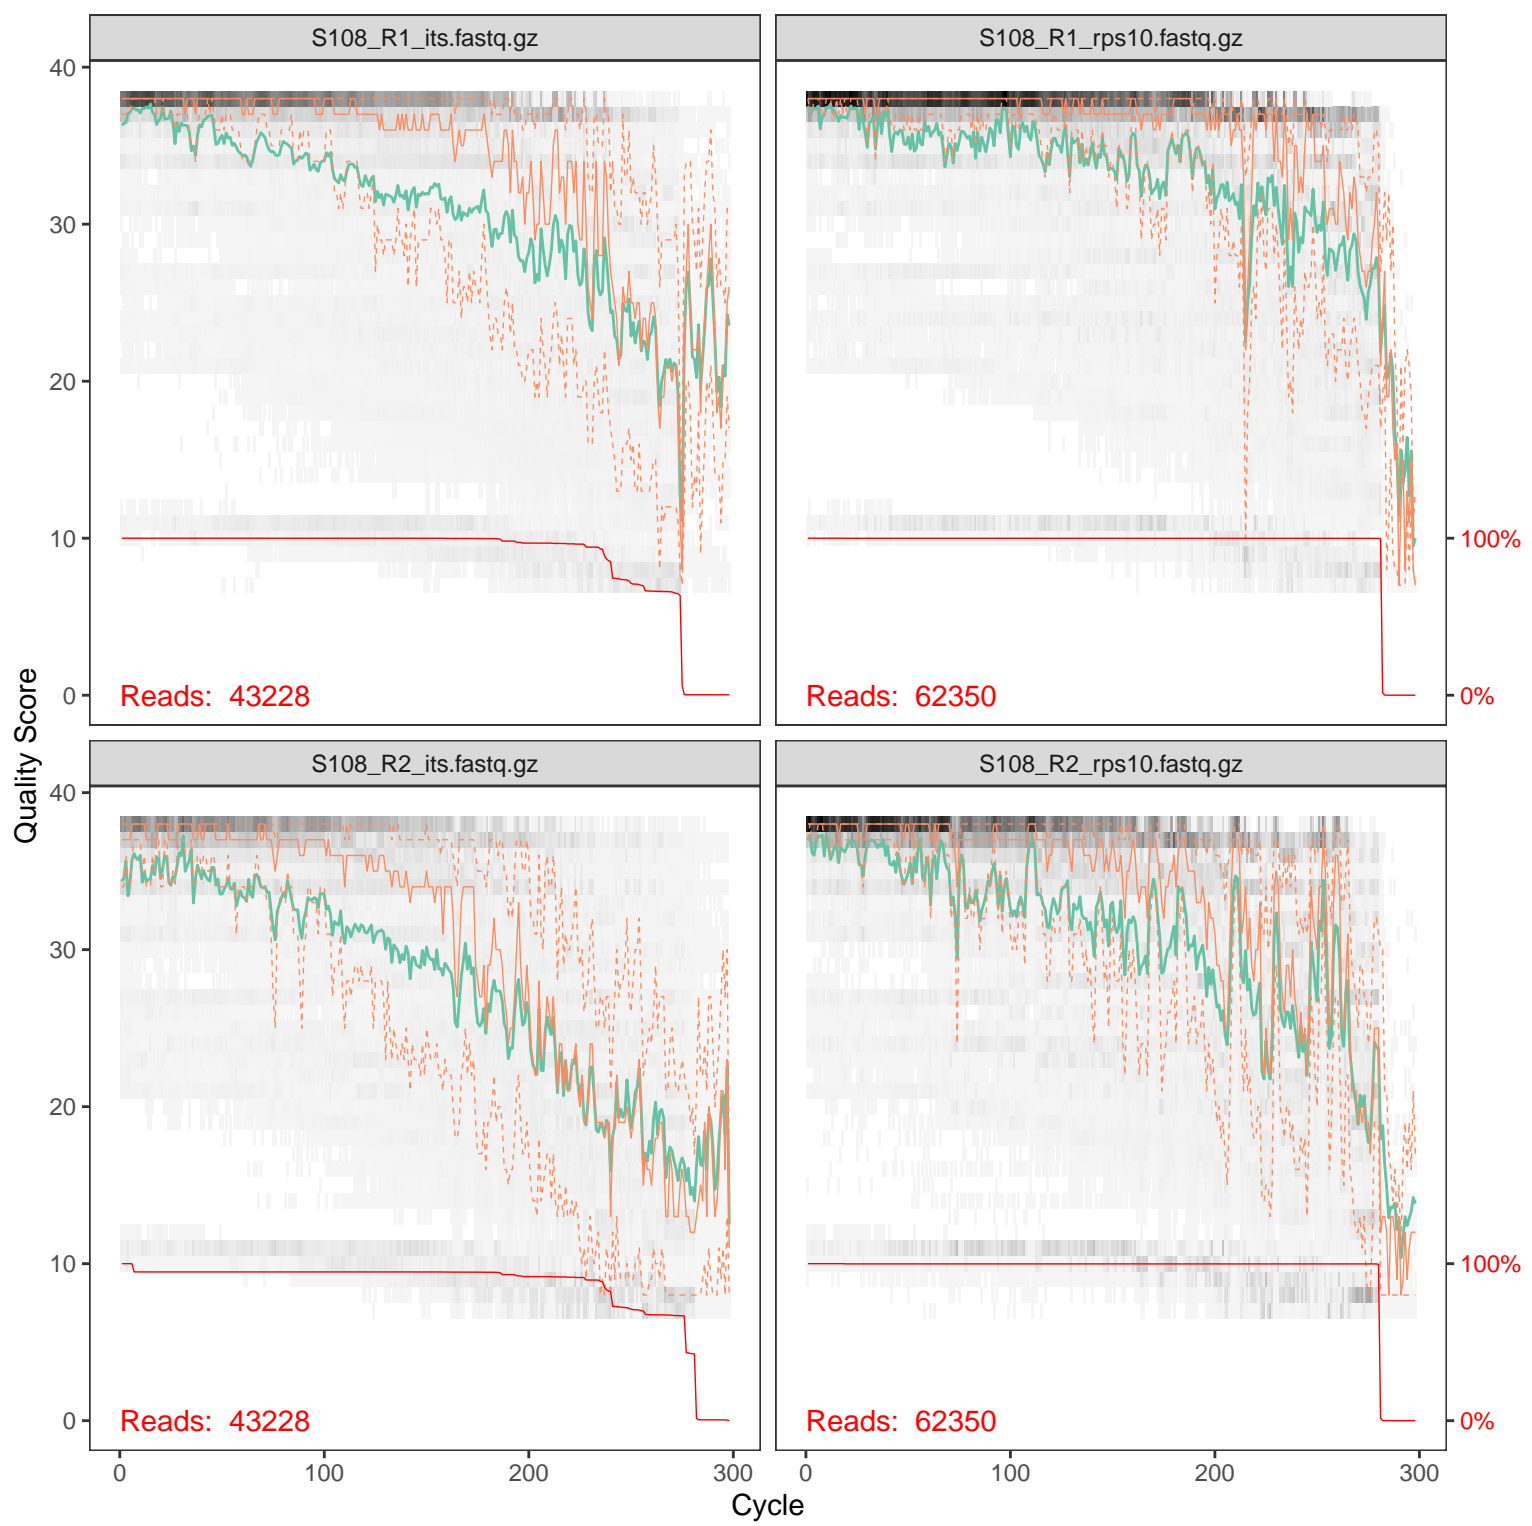 S108_R1_its.fastq.gz
S108_R1_rps10.fastq.gz
40
30
20
10
0
100%
0%
Reads: 43228
Reads: 62350
Quality Score
S108_R2_its.fastq.gz
S108_R2_rps10.fastq.gz
40
30
20
10
0
100%
0%
Reads: 43228
Reads: 62350
0
100
200
300
0
100
200
300
Cycle